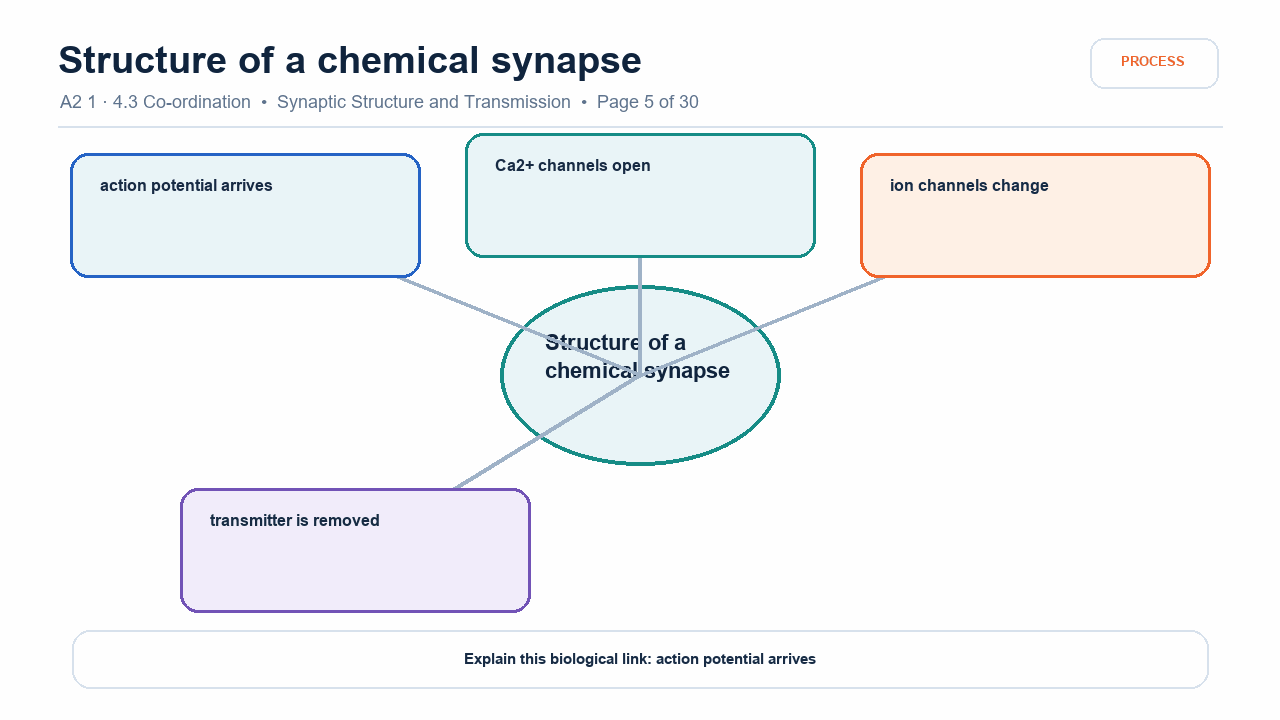 Structure of a chemical synapse
PROCESS
A2 1 · 4.3 Co-ordination • Synaptic Structure and Transmission • Page 5 of 30
action potential arrives
Ca2+ channels open
ion channels change
Structure of a
chemical synapse
transmitter is removed
Explain this biological link: action potential arrives